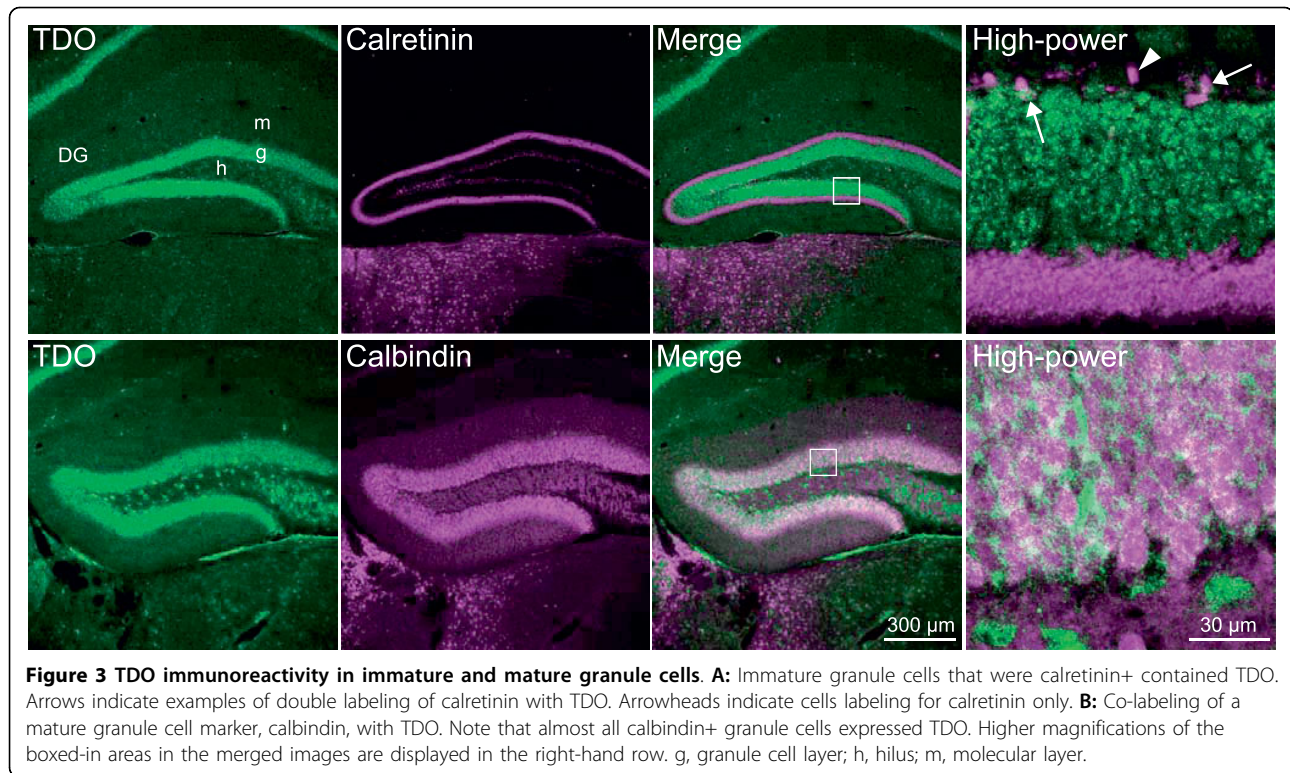 TDO
Calretinin
Merge
High-power
m
DG
g
h
TDO
Calbindin
Merge
High-power
300 µm
30 µm
Figure 3 TDO immunoreactivity in immature and mature granule cells. A: Immature granule cells that were calretinin+ contained TDO.
Arrows indicate examples of double labeling of calretinin with TDO. Arrowheads indicate cells labeling for calretinin only. B: Co-labeling of a
mature granule cell marker, calbindin, with TDO. Note that almost all calbindin+ granule cells expressed TDO. Higher magnifications of the
boxed-in areas in the merged images are displayed in the right-hand row. g, granule cell layer; h, hilus; m, molecular layer.